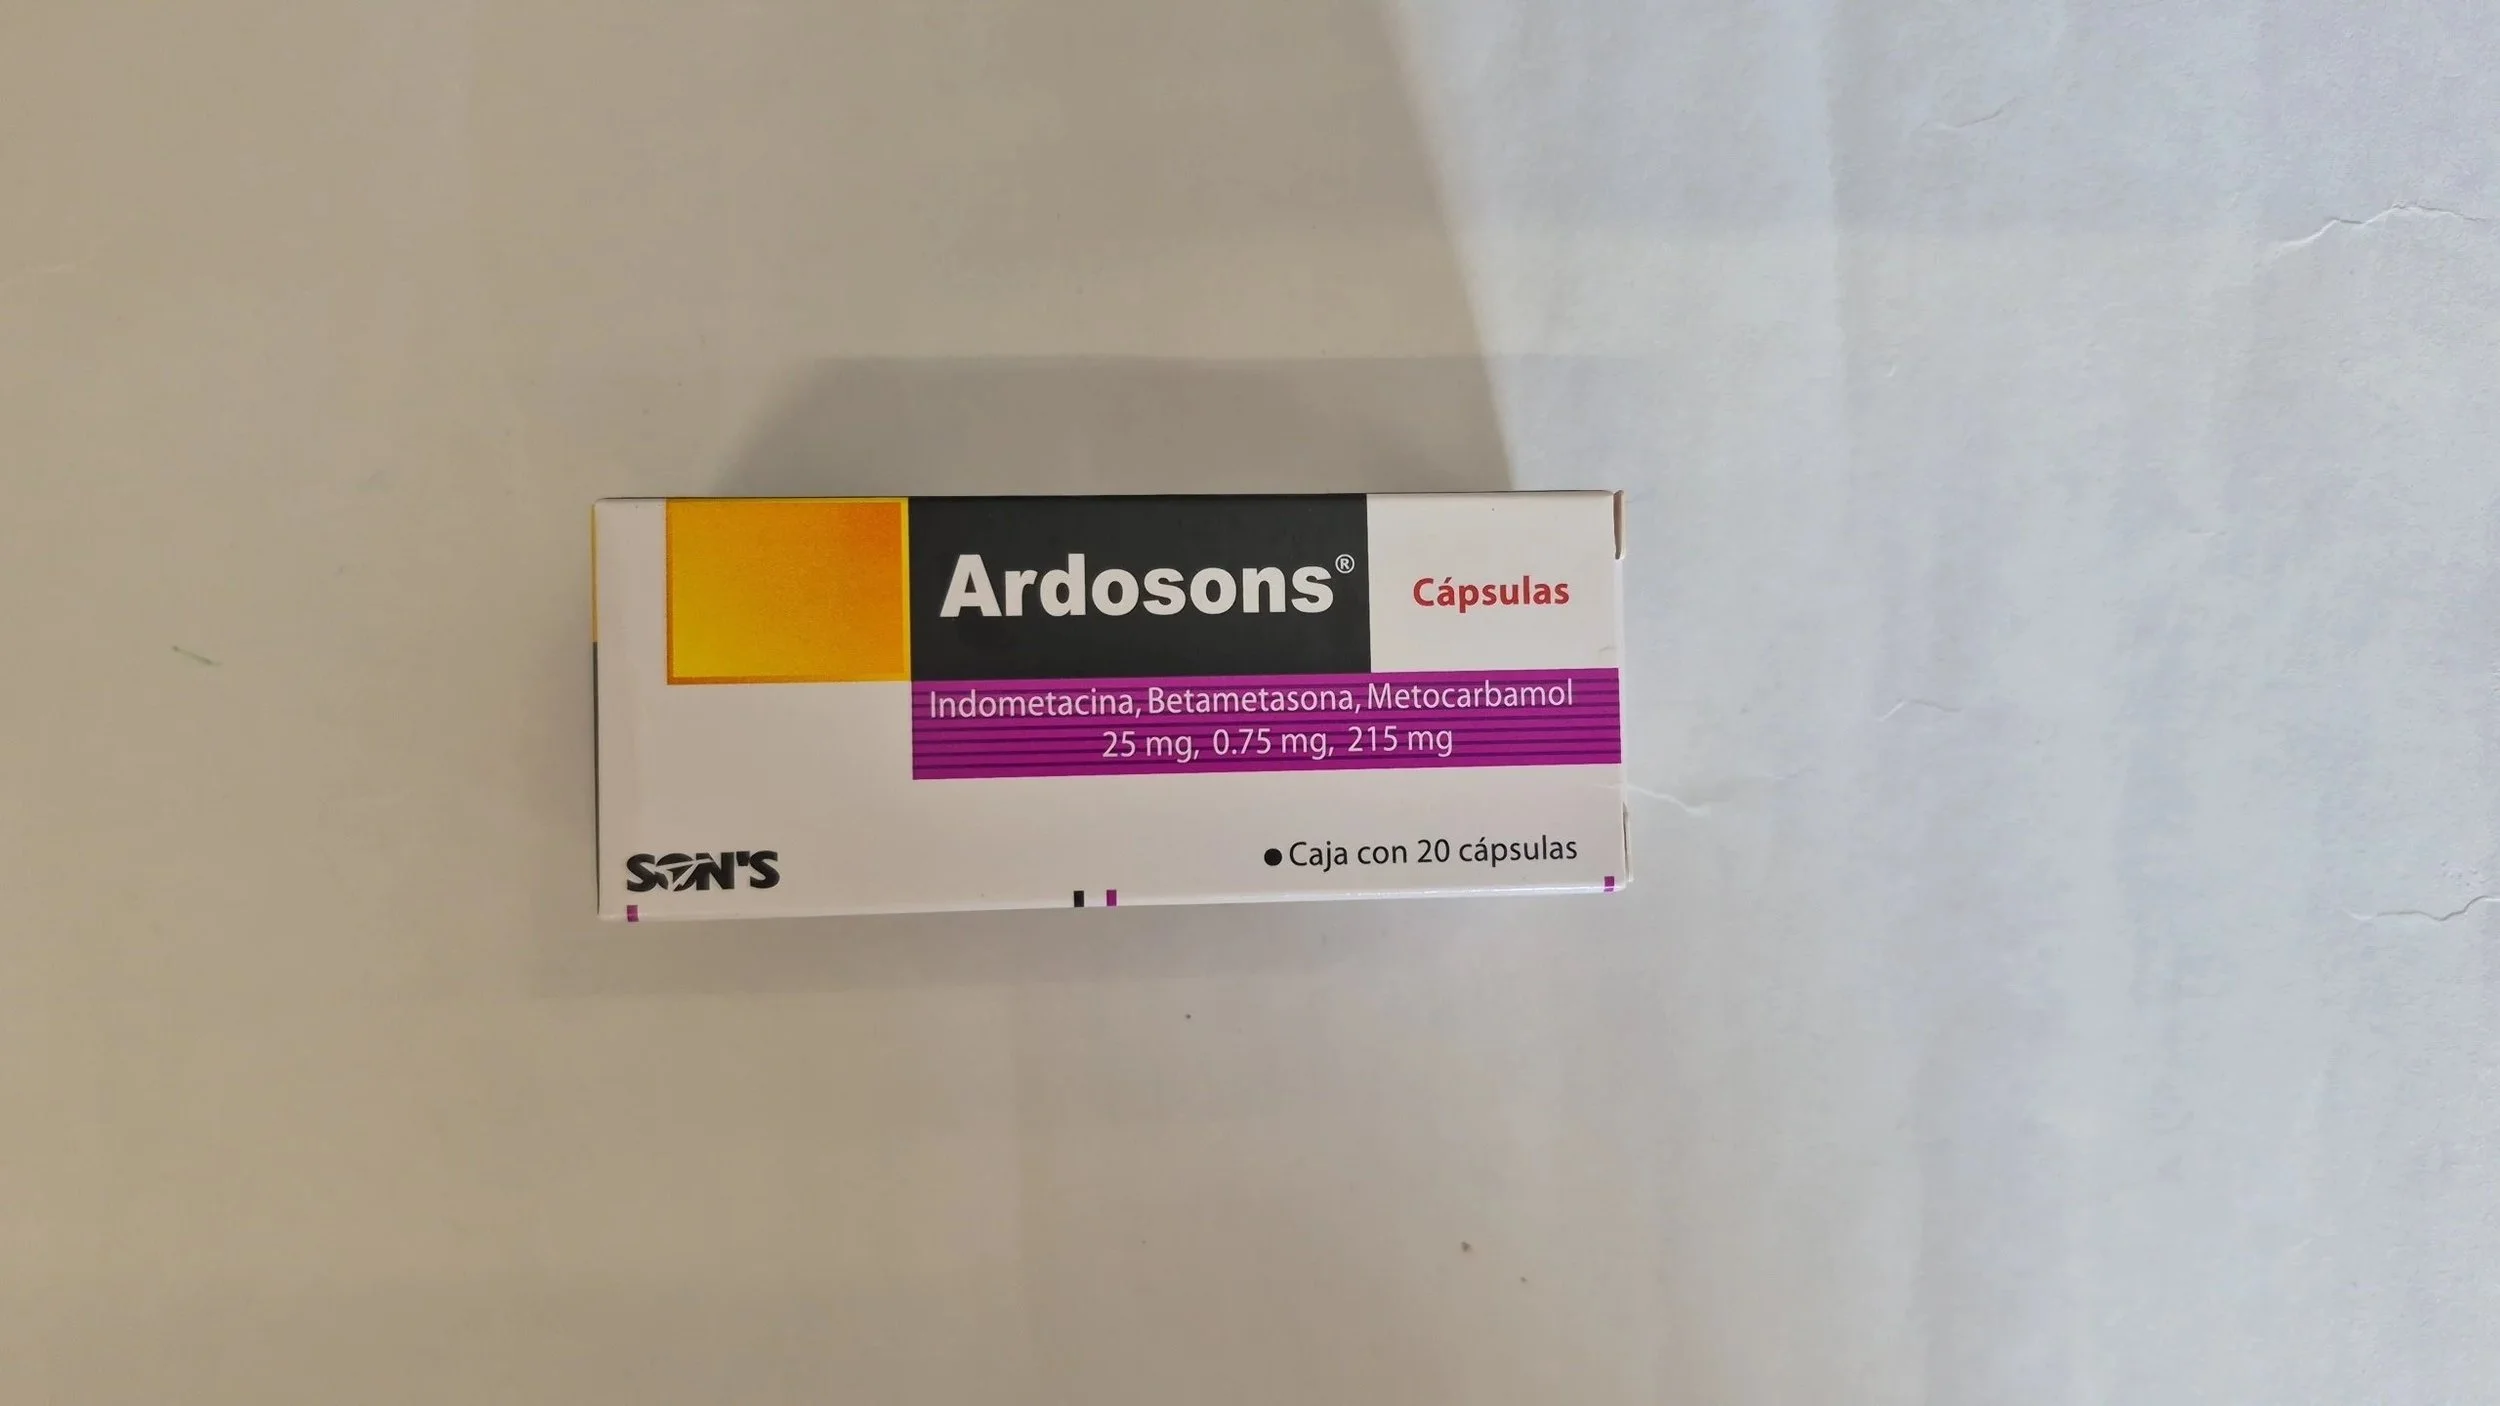 Ardosons®
Cápsulas
Indometacina, Betametasona, Metocarbamol
25 mg, 0.75 mg, 215 mg
SON'S
● Caja con 20 cápsulas